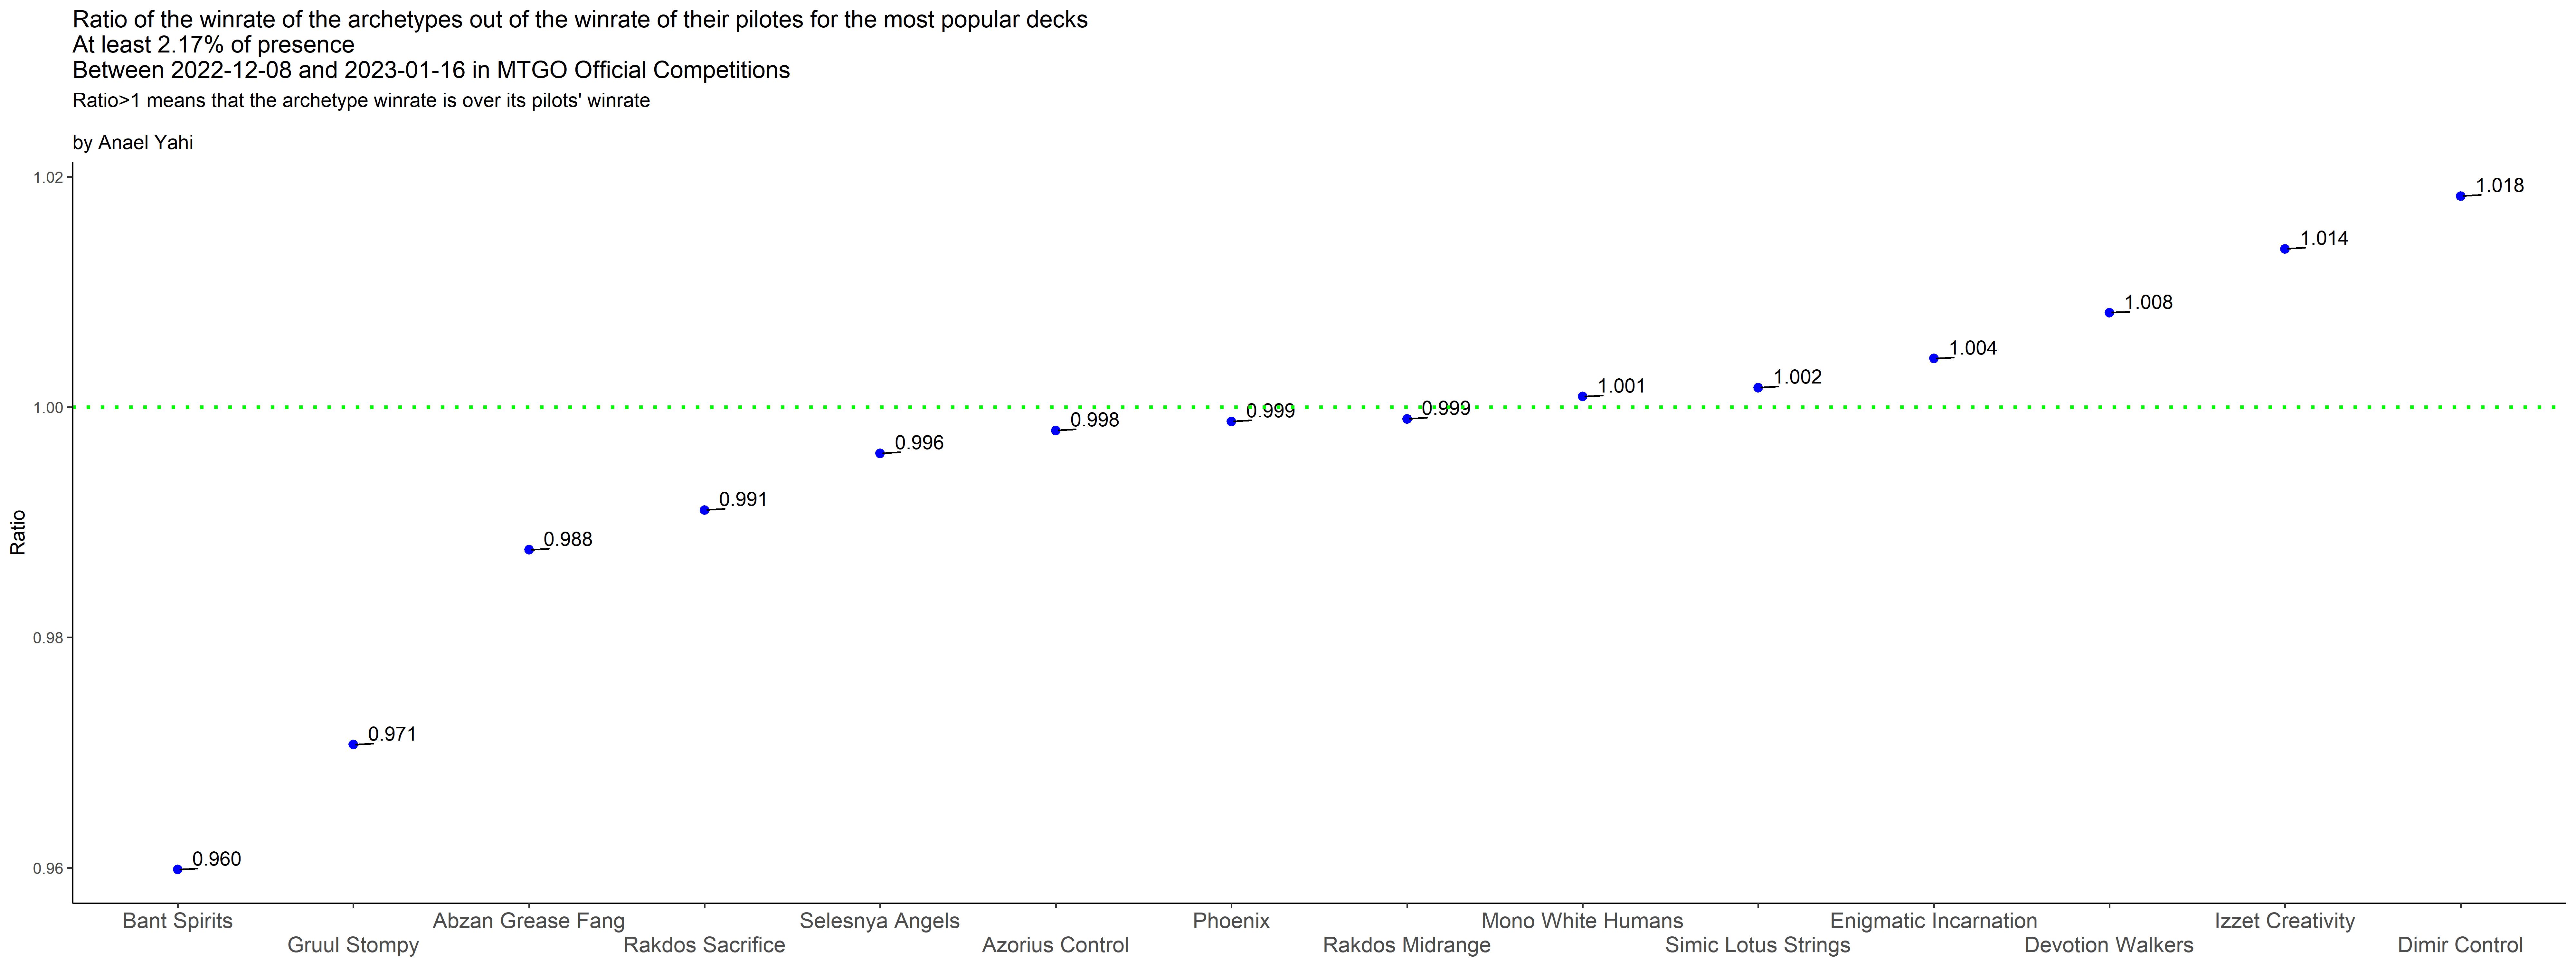 Ratio of the winrate of the archetypes out of the winrate of their pilotes for the most popular decks
At least 2.17% of presence
Between 2022-12-08 and 2023-01-16 in MTGO Official Competitions
Ratio>1 means that the archetype winrate is over its pilots' winrate
by Anael Yahi
1.02
1.00
0.98
0.96
Ratio
0.960
0.971
0.988
0.991
0.996
0.998
0.999
0.999
1.001
1.002
1.004
1.008
1.014
1.018
Bant Spirits
Gruul Stompy
Abzan Grease Fang
Rakdos Sacrifice
Selesnya Angels
Azorius Control
Phoenix
Rakdos Midrange
Mono White Humans
Simic Lotus Strings
Enigmatic Incarnation
Devotion Walkers
Izzet Creativity
Dimir Control